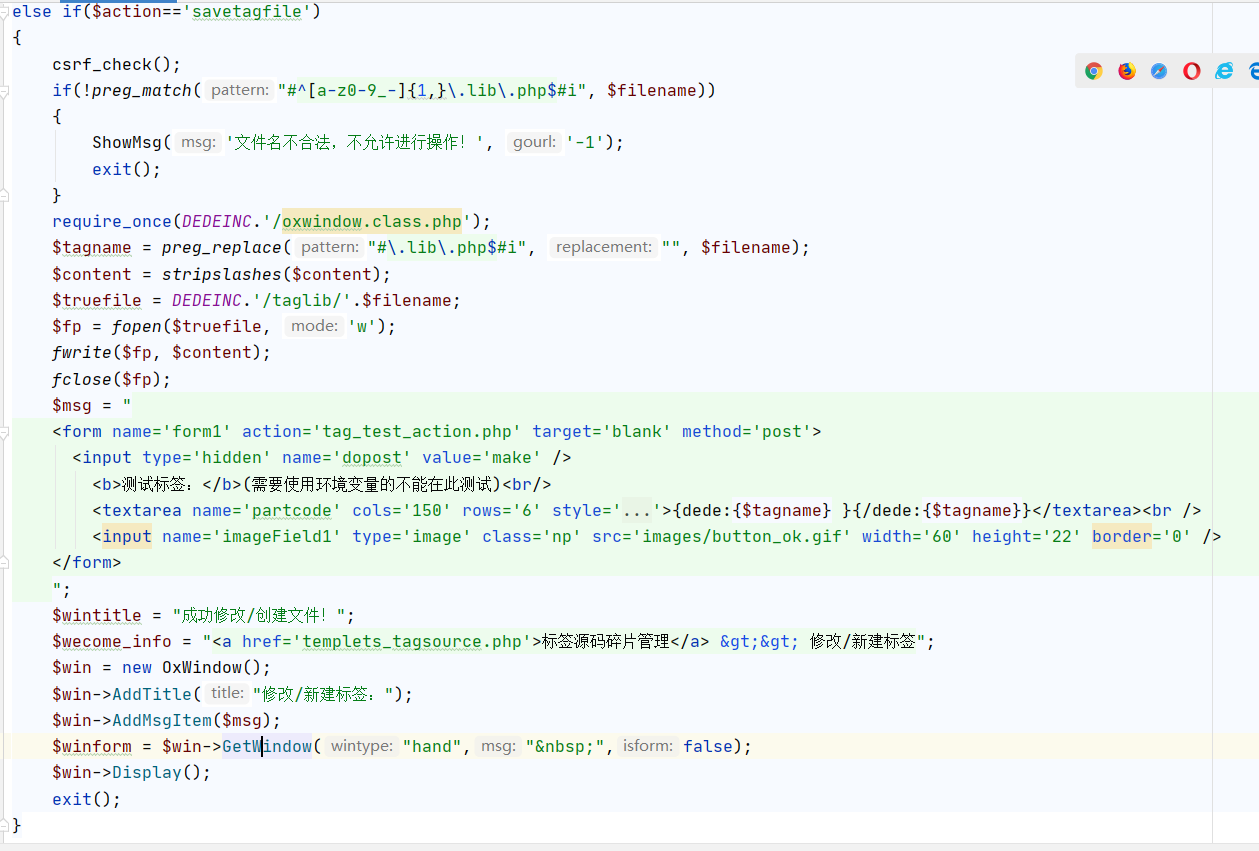 else if($action=='savetagfile')
{
csrf_check();
if(!preg_match( pattern: "#^[a-z0-9_-]{1,}\.lib\.php$#i", $filename))
{
ShowMsg( msg: '文件名不合法，不允许进行操作！', gourl: '-1');
exit();
}
require_once(DEDEINC.'/oxwindow.class.php');
$tagname = preg_replace( pattern: "#\.lib\.php$#i", replacement: "", $filename);
$content = stripslashes($content);
$truefile = DEDEINC.'/taglib/'.$filename;
$fp = fopen($truefile, mode: 'w');
fwrite($fp, $content);
fclose($fp);
$msg = "
<form name='form1' action='tag_test_action.php' target='blank' method='post'>
<input type='hidden' name='dopost' value='make' />
<b>测试标签：</b>(需要使用环境变量的不能在此测试)<br/>
<textarea name='partcode' cols='150' rows='6' style='...'>{dede:{$tagname} }{/dede:{$tagname}}</textarea><br />
<input name='imageField1' type='image' class='np' src='images/button_ok.gif' width='60' height='22' border='0' />
</form>
";
$wintitle = "成功修改/创建文件！";
$wecome_info = "<a href='templets_tagsource.php'>标签源码碎片管理</a> &gt;&gt; 修改/新建标签";
$win = new OxWindow();
$win->AddTitle( title: "修改/新建标签：");
$win->AddMsgItem($msg);
$winform = $win->GetWindow( wintype: "hand", msg: "&nbsp;", isform: false);
$win->Display();
exit();
}